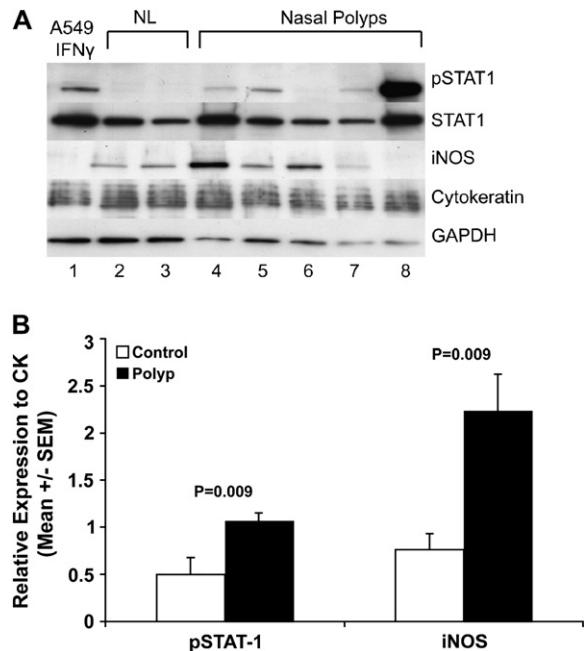 A
A549
IFNγ
NL
Nasal Polyps
pSTAT1
STAT1
iNOS
Cytokeratin
GAPDH
1 2 3 4 5 6 7 8
B
Relative Expression to CK
(Mean +/- SEM)
3
2.5
2
1.5
1
0.5
0
Control
Polyp
P=0.009
P=0.009
pSTAT-1
iNOS